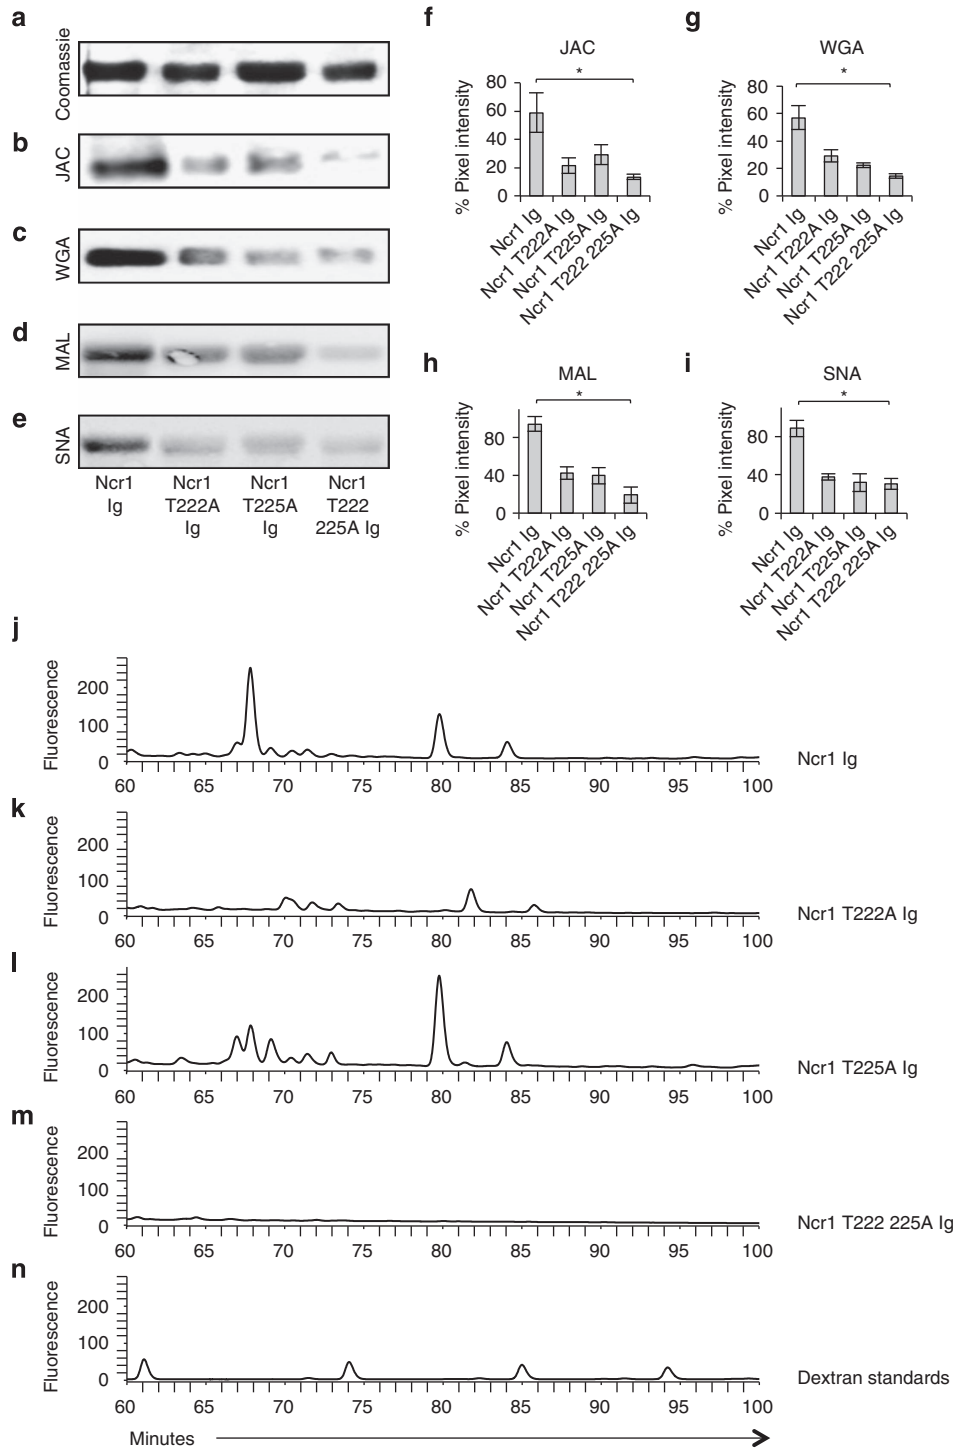 a
Coomassie
b
JAC
c
WGA
d
MAL
e
SNA
Ncr1
Ig
Ncr1
T222A
Ig
Ncr1
T225A
Ig
Ncr1
T222
225A Ig
f
JAC
% Pixel intensity
80
60
40
20
0
*
Ncr1 Ig
Ncr1 T222A Ig
Ncr1 T225A Ig
Ncr1 T222 225A Ig
g
WGA
% Pixel intensity
80
60
40
20
0
*
Ncr1 Ig
Ncr1 T222A Ig
Ncr1 T225A Ig
Ncr1 T222 225A Ig
h
MAL
% Pixel intensity
80
40
0
*
Ncr1 Ig
Ncr1 T222A Ig
Ncr1 T225A Ig
Ncr1 T222 225A Ig
i
SNA
% Pixel intensity
80
40
0
*
Ncr1 Ig
Ncr1 T222A Ig
Ncr1 T225A Ig
Ncr1 T222 225A Ig
j
Fluorescence
200
100
0
60 65 70 75 80 85 90 95 100
Ncr1 Ig
k
Fluorescence
200
100
0
60 65 70 75 80 85 90 95 100
Ncr1 T222A Ig
l
Fluorescence
200
100
0
60 65 70 75 80 85 90 95 100
Ncr1 T225A Ig
m
Fluorescence
200
100
0
60 65 70 75 80 85 90 95 100
Ncr1 T222 225A Ig
n
Fluorescence
200
100
0
60 65 70 75 80 85 90 95 100
Dextran standards
Minutes